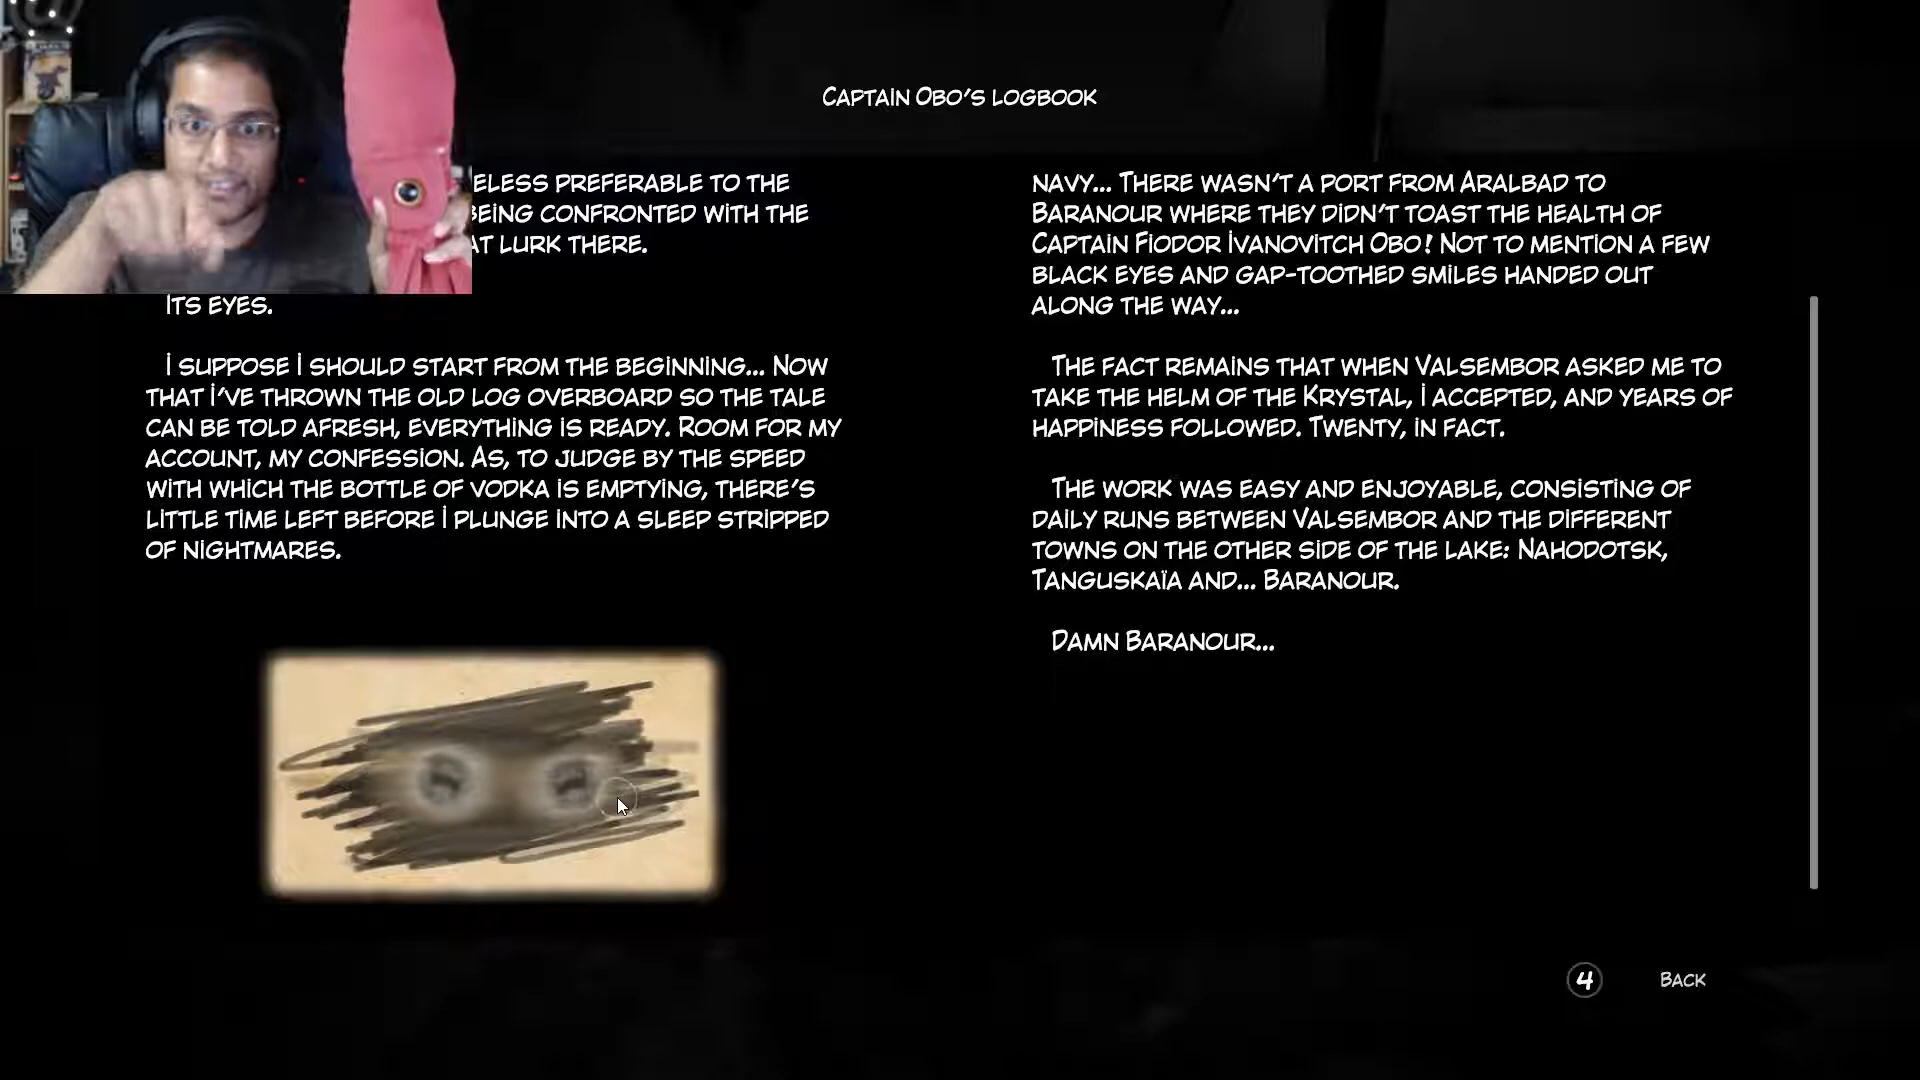 Captain Obo's logbook
eless preferable to the
being confronted with the
at lurk there.
Its eyes.
I suppose I should start from the beginning... Now
that I've thrown the old log overboard so the tale
can be told afresh, everything is ready. Room for my
account, my confession. As, to judge by the speed
with which the bottle of vodka is emptying, there's
little time left before I plunge into a sleep stripped
of nightmares.
navy... There wasn't a port from Aralbad to
Baranour where they didn't toast the health of
Captain Fiodor Ivanovitch Obo! Not to mention a few
black eyes and gap-toothed smiles handed out
along the way...
The fact remains that when Valsembor asked me to
take the helm of the Krystal, I accepted, and years of
happiness followed. Twenty, in fact.
The work was easy and enjoyable, consisting of
daily runs between Valsembor and the different
towns on the other side of the lake: Nahodotsk,
Tanguskaïa and... Baranour.
Damn Baranour...
4 Back